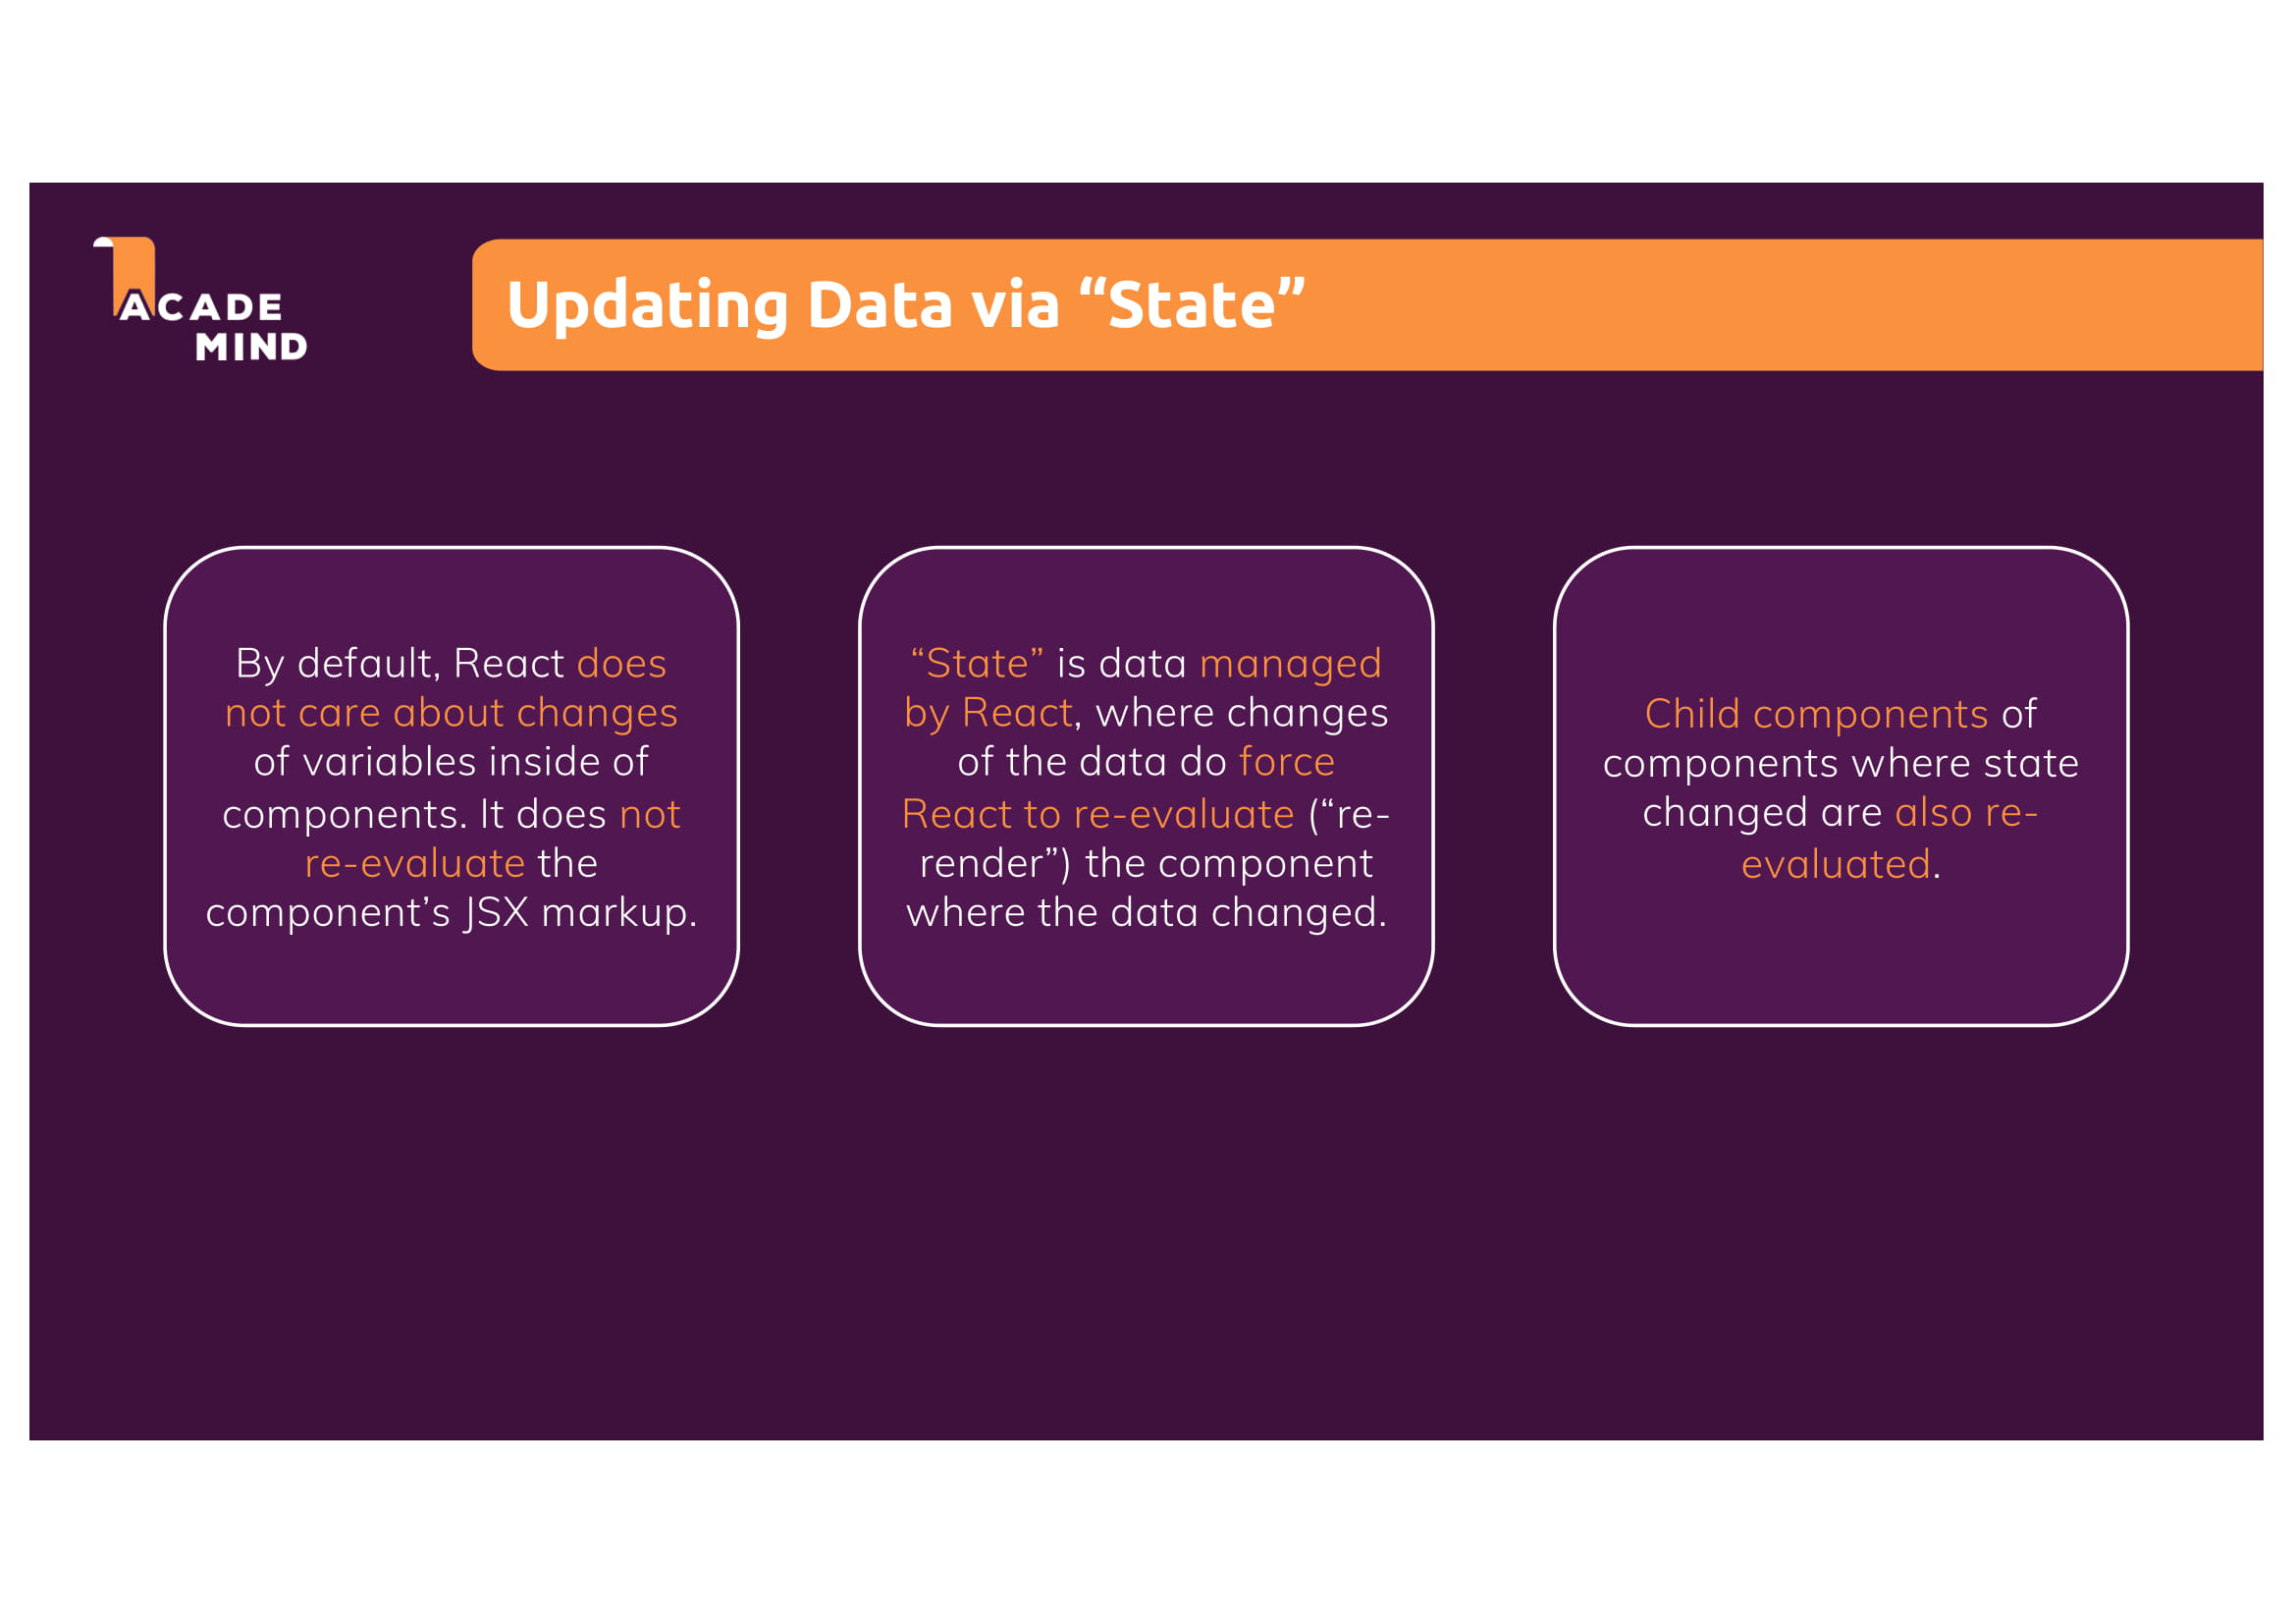 ACADE
MIND
Updating Data via “State”
By default, React does
not care about changes
of variables inside of
components. It does not
re-evaluate the
component’s JSX markup.
“State” is data managed
by React, where changes
of the data do force
React to re-evaluate (“re-
render”) the component
where the data changed.
Child components of
components where state
changed are also re-
evaluated.